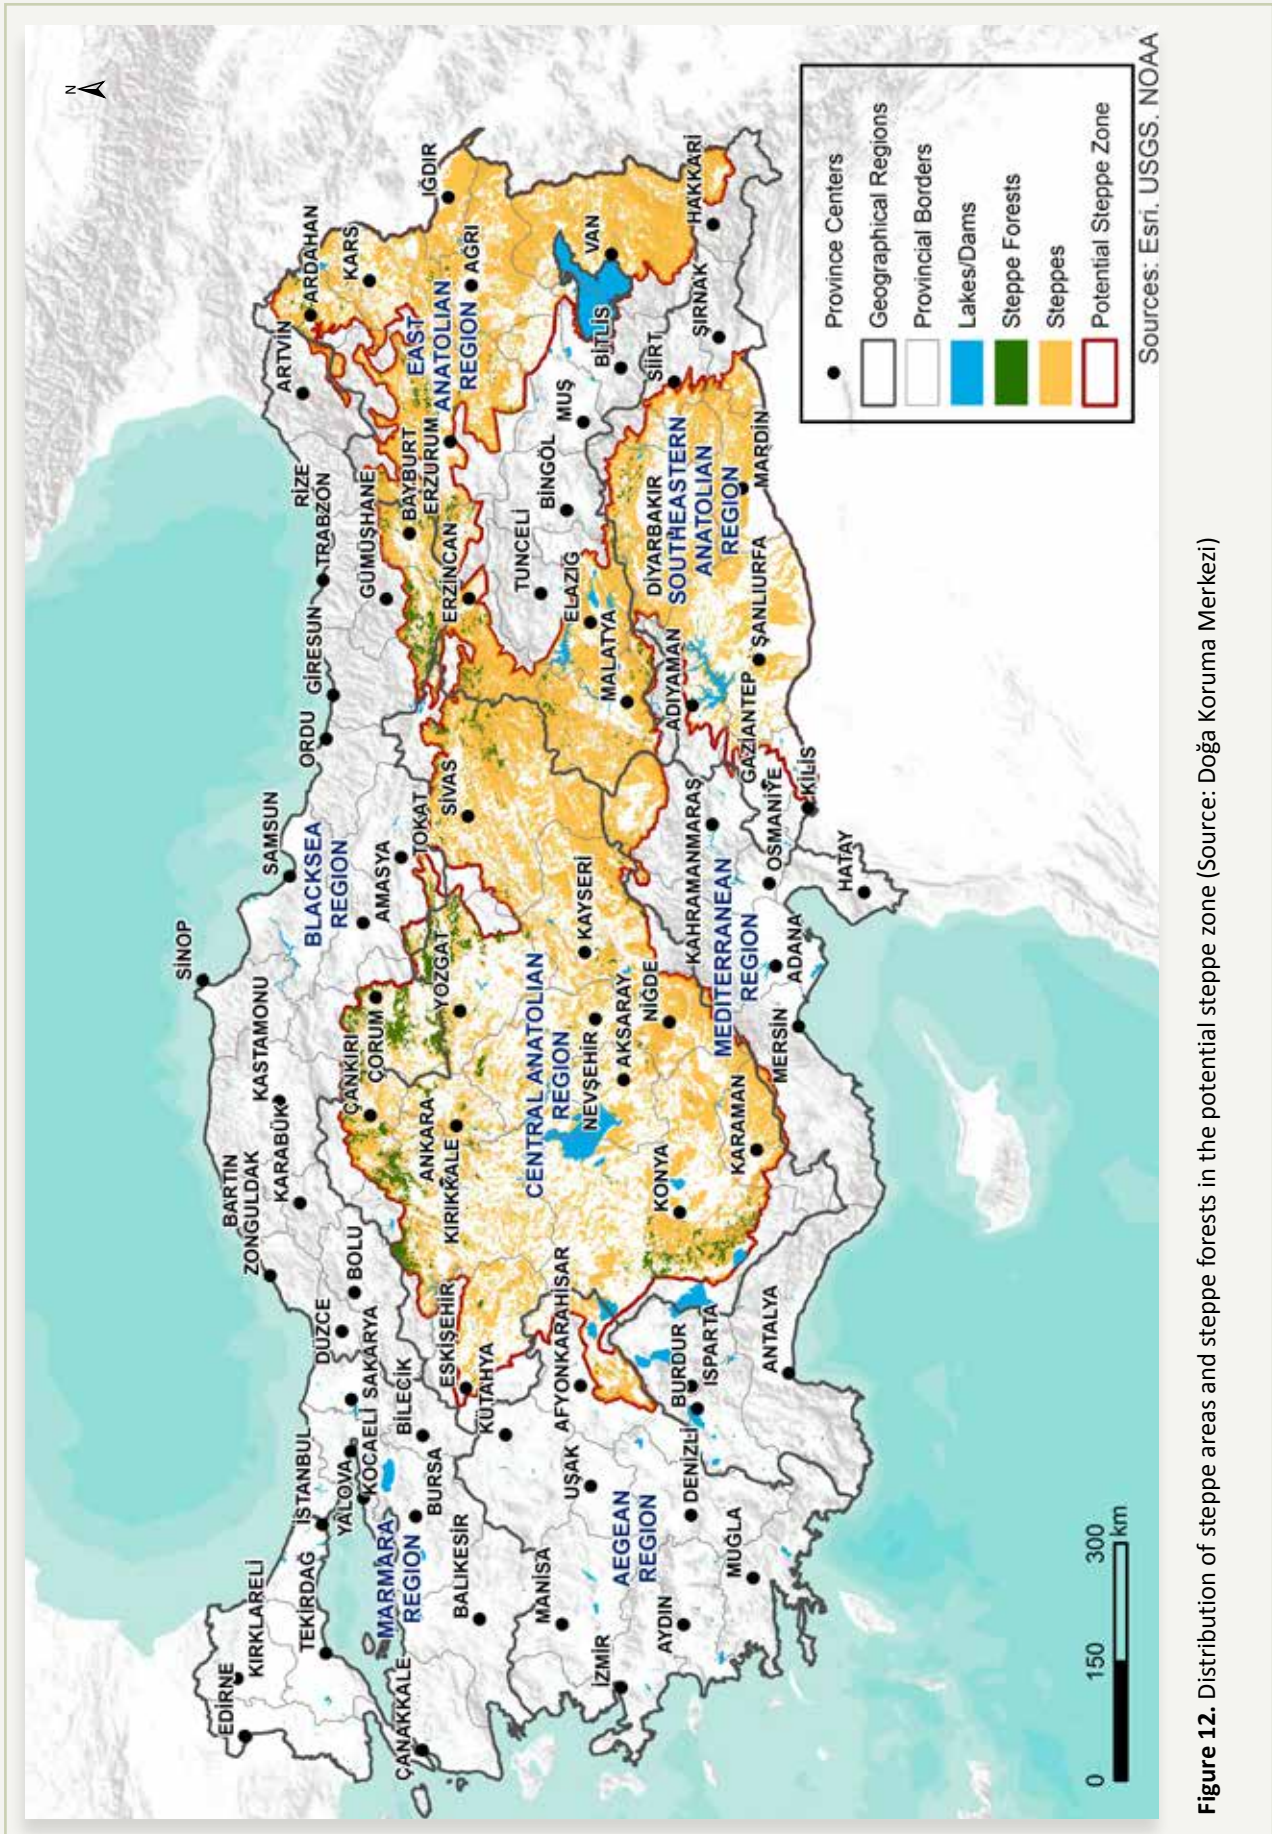 N
EDİRNE
KIRKLARELİ
TEKİRDAĞ
İSTANBUL
YALOVA
KOCAELİ
SAKARYA
DÜZCE
BOLU
ZONGULDAK
BARTIN
KARABÜK
KASTAMONU
SİNOP
SAMSUN
ORDU
GİRESUN
TRABZON
RİZE
ARTVİN
ARDAHAN
KARS
IĞDIR
ÇANAKKALE
MARMARA
REGION
BURSA
BİLECİK
BALIKESİR
ESKİŞEHİR
KÜTAHYA
ANKARA
KIRIKKALE
ÇANKIRI
ÇORUM
YOZGAT
BLACKSEA
REGION
AMASYA
TOKAT
SİVAS
GÜMÜŞHANE
BAYBURT
ERZURUM
ERZİNCAN
EAST
ANATOLIAN
REGION
AĞRI
MANİSA
İZMİR
UŞAK
AFYONKARAHİSAR
AEGEAN
REGION
AYDIN
DENİZLİ
MUĞLA
BURDUR
ISPARTA
ANTALYA
CENTRAL ANATOLIAN
REGION
NEVŞEHİR
AKSARAY
NİĞDE
KAYSERİ
KONYA
KARAMAN
MERSİN
MEDITERRANEAN
REGION
ADANA
KAHRAMANMARAŞ
OSMANİYE
HATAY
KİLİS
GAZİANTEP
ADIYAMAN
MALATYA
ELAZIĞ
TUNCELİ
BİNGÖL
MUŞ
BİTLİS
VAN
HAKKARİ
ŞIRNAK
SİİRT
DİYARBAKIR
SOUTHEASTERN
ANATOLIAN
REGION
MARDİN
ŞANLIURFA
0 150 300
km
Province Centers
Geographical Regions
Provincial Borders
Lakes/Dams
Steppe Forests
Steppes
Potential Steppe Zone
Sources: Esri, USGS, NOAA
Figure 12. Distribution of steppe areas and steppe forests in the potential steppe zone (Source: Doğa Koruma Merkezi)